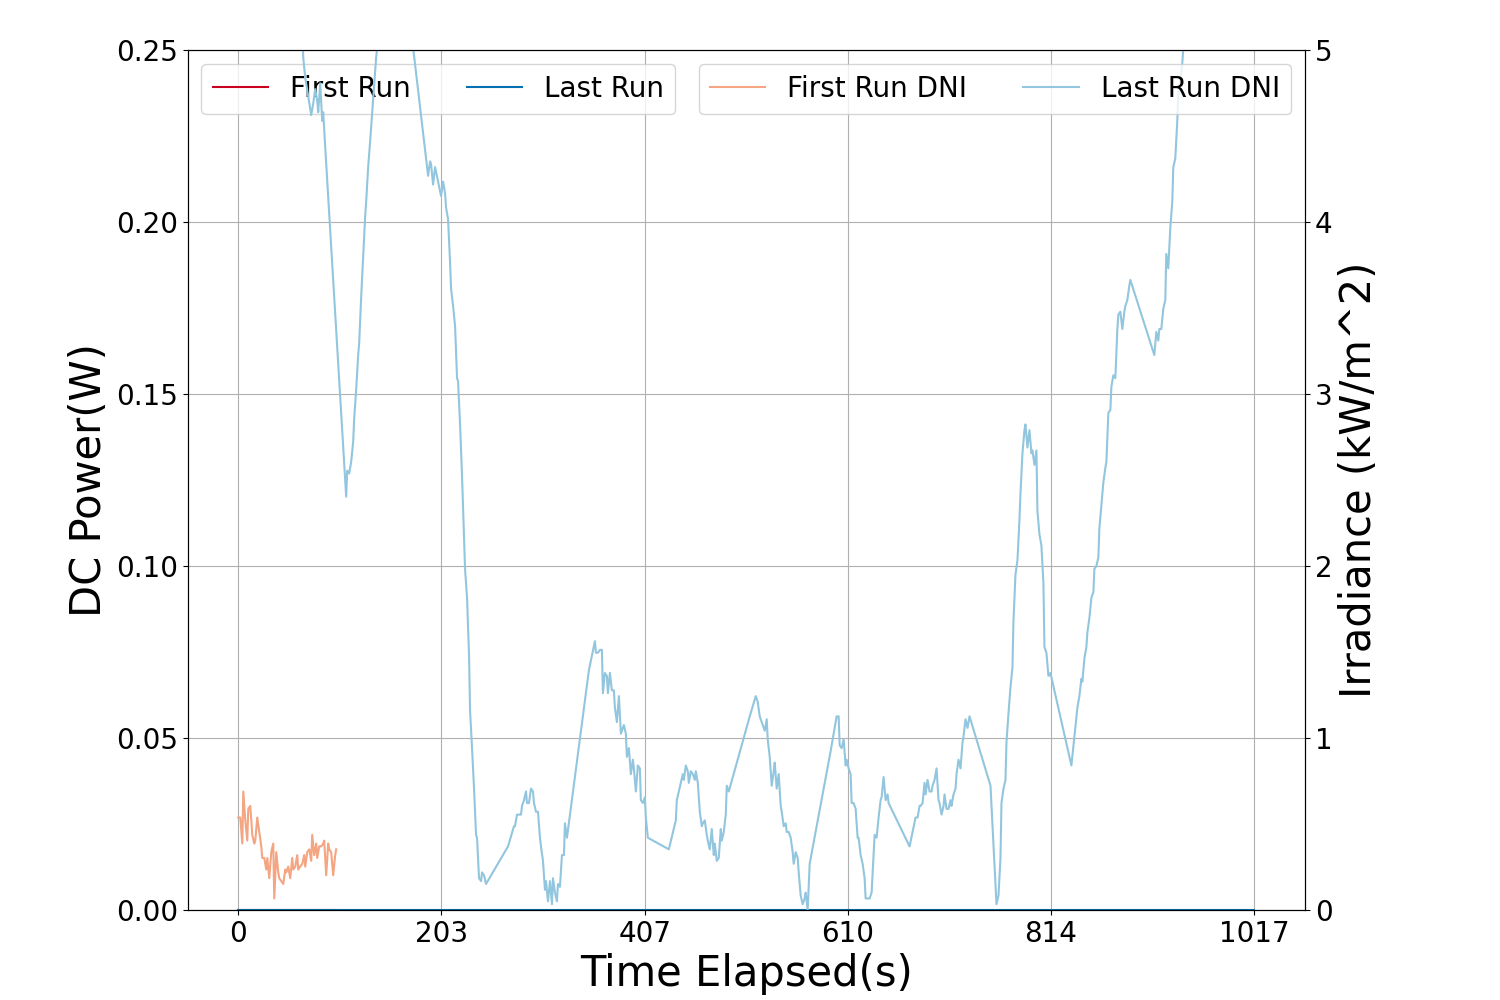 First Run
Last Run
First Run DNI
Last Run DNI
0.25
0.20
0.15
0.10
0.05
0.00
DC Power(W)
5
4
3
2
1
0
Irradiance (kW/m^2)
0 203 407 610 814 1017
Time Elapsed(s)